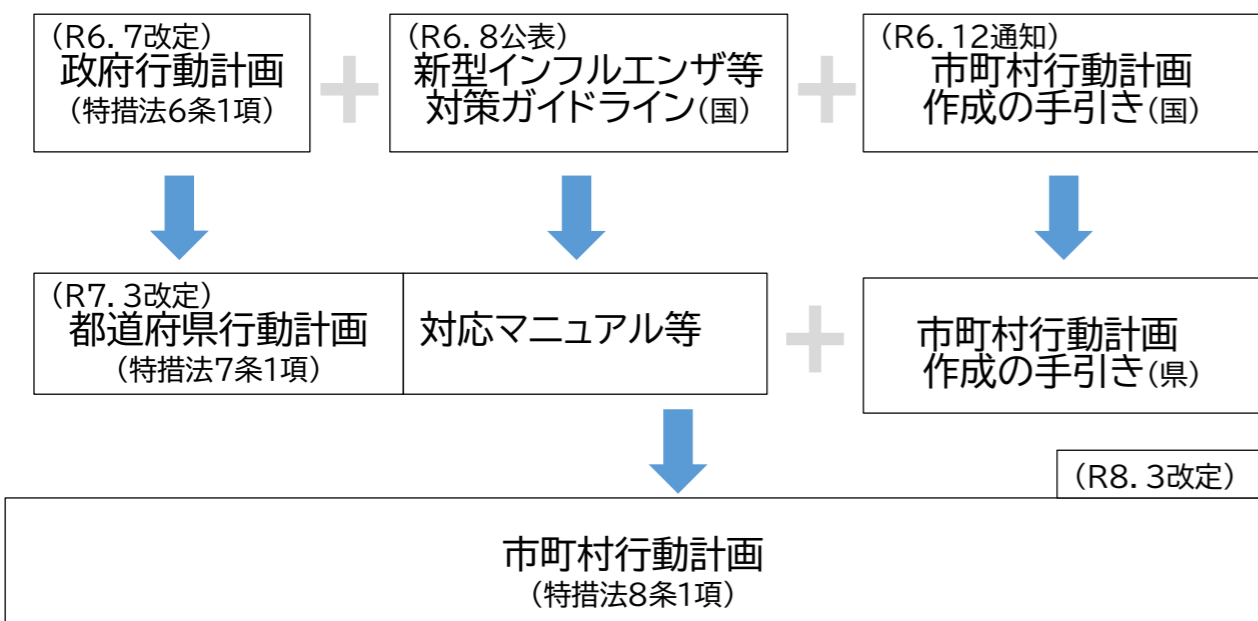 (R6.7改定)
政府行動計画
(特措法6条1項)
+
(R6.8公表)
新型インフルエンザ等
対策ガイドライン(国)
+
(R6.12通知)
市町村行動計画
作成の手引き(国)
(R7.3改定)
都道府県行動計画
(特措法7条1項)
対応マニュアル等
+
市町村行動計画
作成の手引き(県)
(R8.3改定)
市町村行動計画
(特措法8条1項)